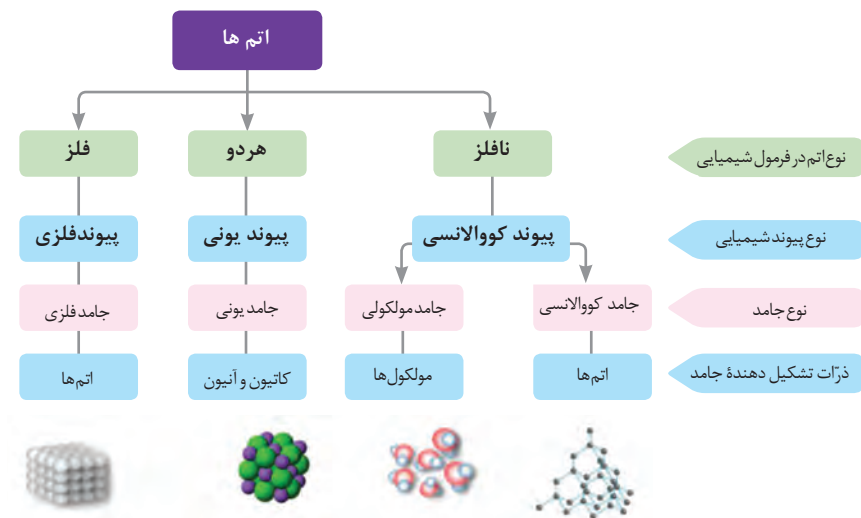 اتم ها
نوع اتم در فرمول شیمیایی
نافلز
هردو
فلز
نوع پیوند شیمیایی
پیوند کووالانسی
پیوند یونی
پیوندفلزی
نوع جامد
جامد کووالانسی
جامد مولکولی
جامد یونی
جامد فلزی
ذرّات تشکیل دهندۀ جامد
اتم‌ها
مولکول‌ها
کاتیون و آنیون
اتم‌ها